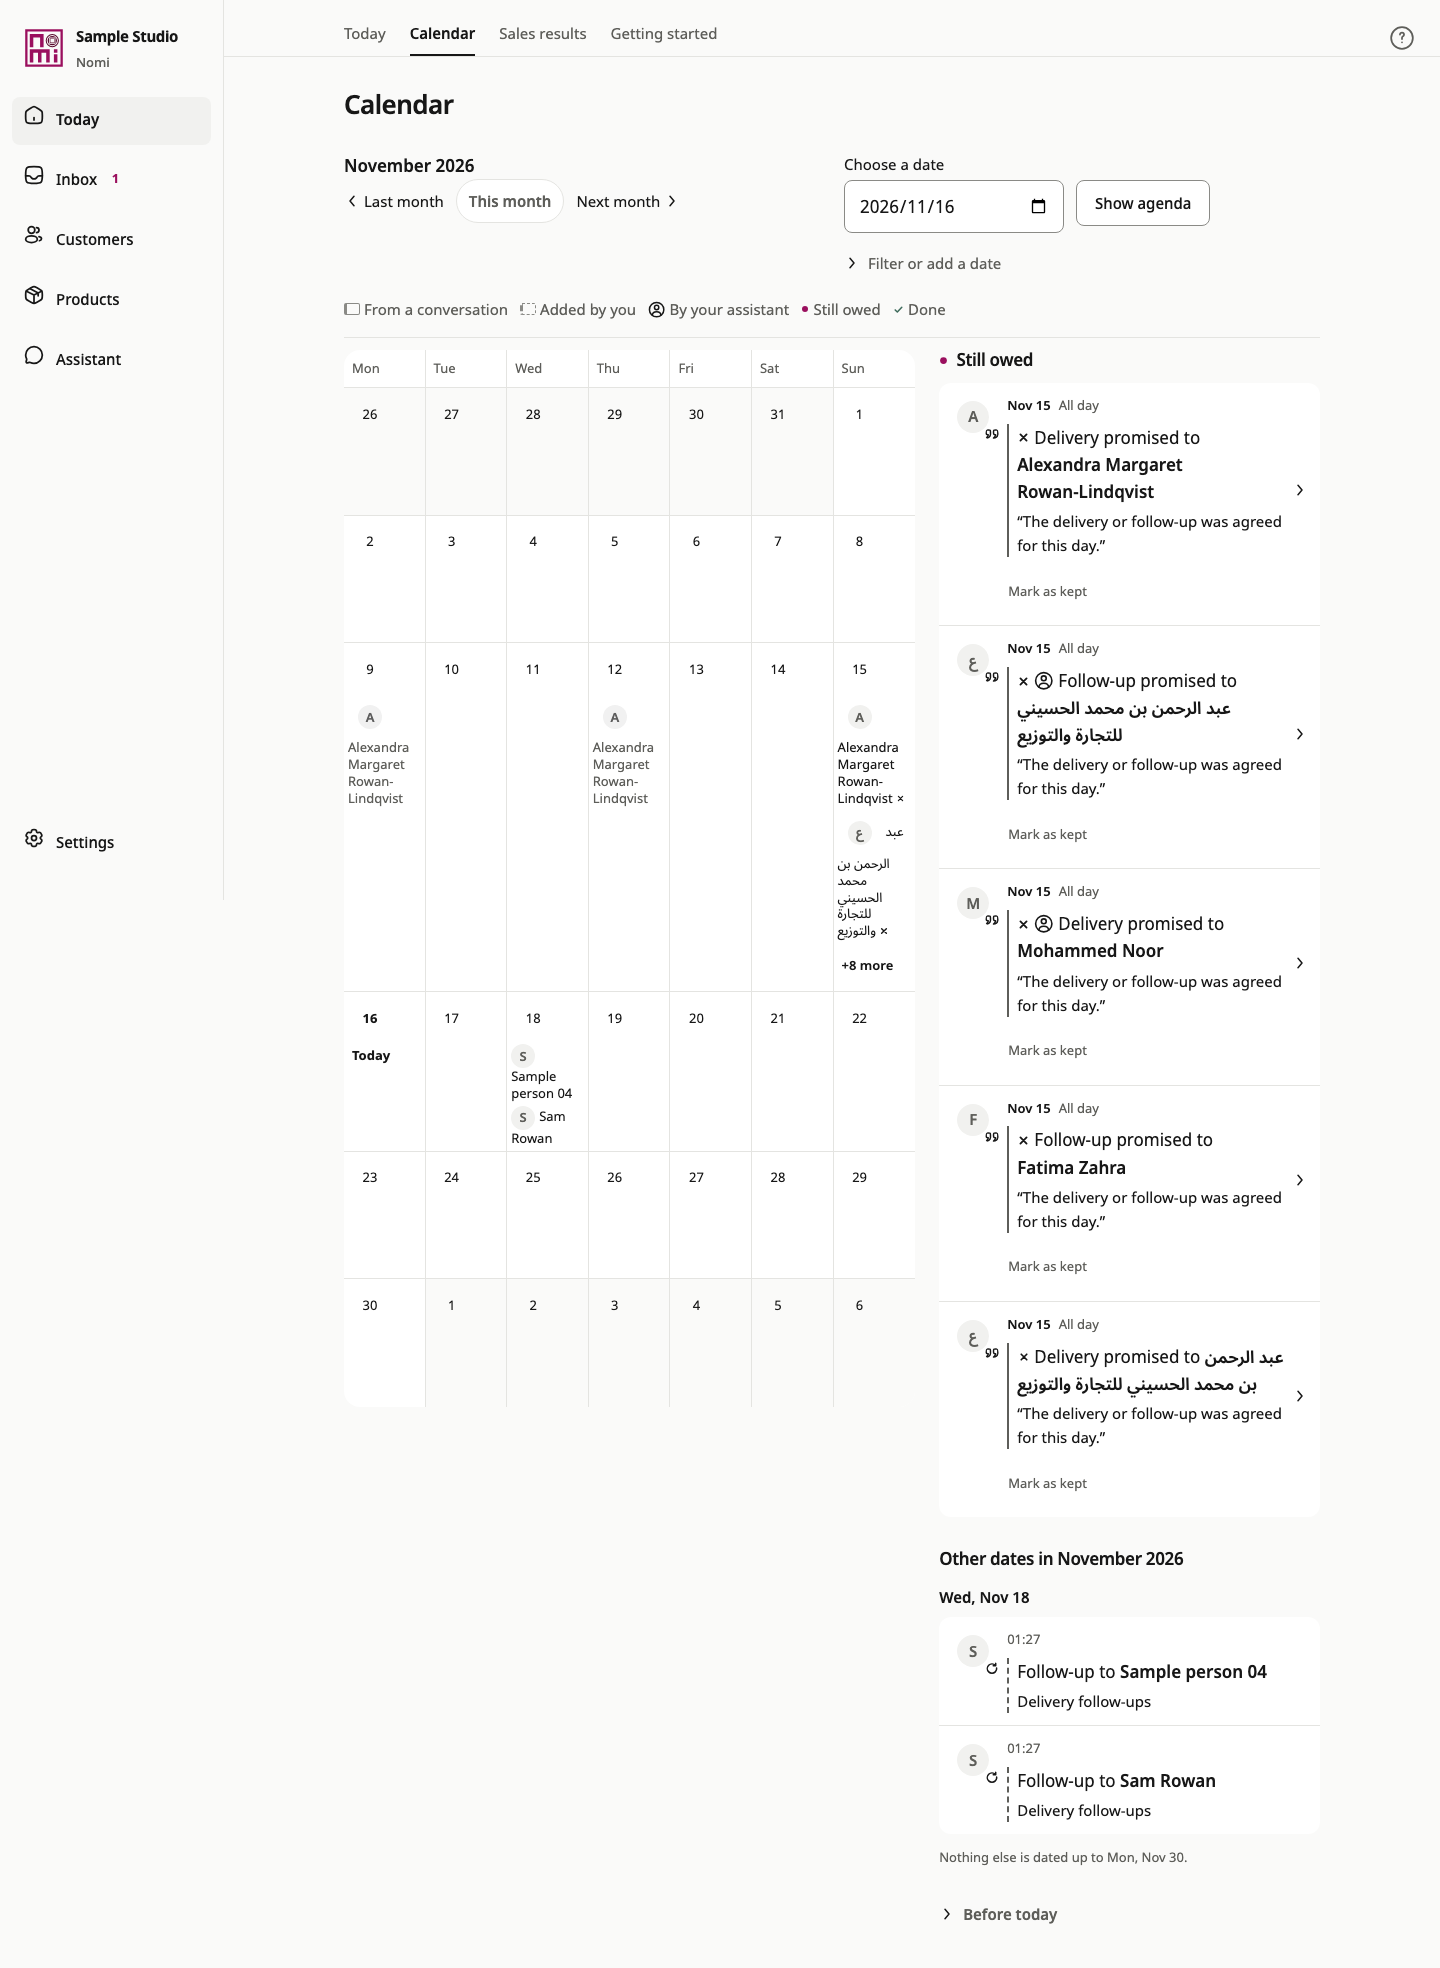 Sample Studio
Nomi
Today
Inbox 1
Customers
Products
Assistant
Settings
Today Calendar Sales results Getting started
Calendar
November 2026
Last month This month Next month
Choose a date
2026/11/16 Show agenda
Filter or add a date
From a conversation Added by you By your assistant Still owed Done
Mon Tue Wed Thu Fri Sat Sun
26 27 28 29 30 31 1
2 3 4 5 6 7 8
9 10 11 12 13 14 15
A
Alexandra
Margaret
Rowan-
Lindqvist
A
Alexandra
Margaret
Rowan-
Lindqvist
A
Alexandra
Margaret
Rowan-
Lindqvist ×
ع عبد
الرحمن بن
محمد
الحسيني
للتجارة
والتوزيع ×
+8 more
16 17 18 19 20 21 22
Today
S
Sample
person 04
S Sam
Rowan
23 24 25 26 27 28 29
30 1 2 3 4 5 6
Still owed
A
Nov 15 All day
× Delivery promised to
Alexandra Margaret
Rowan-Lindqvist
“The delivery or follow-up was agreed
for this day.”
Mark as kept
ع
Nov 15 All day
× Follow-up promised to
عبد الرحمن بن محمد الحسيني
للتجارة والتوزيع
“The delivery or follow-up was agreed
for this day.”
Mark as kept
M
Nov 15 All day
× Delivery promised to
Mohammed Noor
“The delivery or follow-up was agreed
for this day.”
Mark as kept
F
Nov 15 All day
× Follow-up promised to
Fatima Zahra
“The delivery or follow-up was agreed
for this day.”
Mark as kept
ع
Nov 15 All day
× Delivery promised to عبد الرحمن
بن محمد الحسيني للتجارة والتوزيع
“The delivery or follow-up was agreed
for this day.”
Mark as kept
Other dates in November 2026
Wed, Nov 18
S
01:27
Follow-up to Sample person 04
Delivery follow-ups
S
01:27
Follow-up to Sam Rowan
Delivery follow-ups
Nothing else is dated up to Mon, Nov 30.
Before today